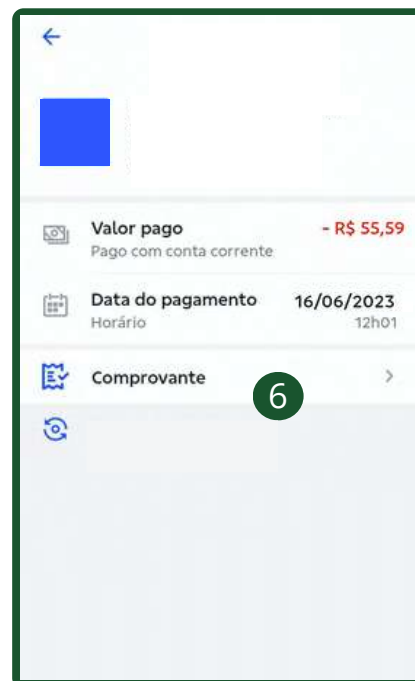 Valor pago - R$ 55,59
Pago com conta corrente
Data do pagamento 16/06/2023
Horário 12h01
Comprovante >
6